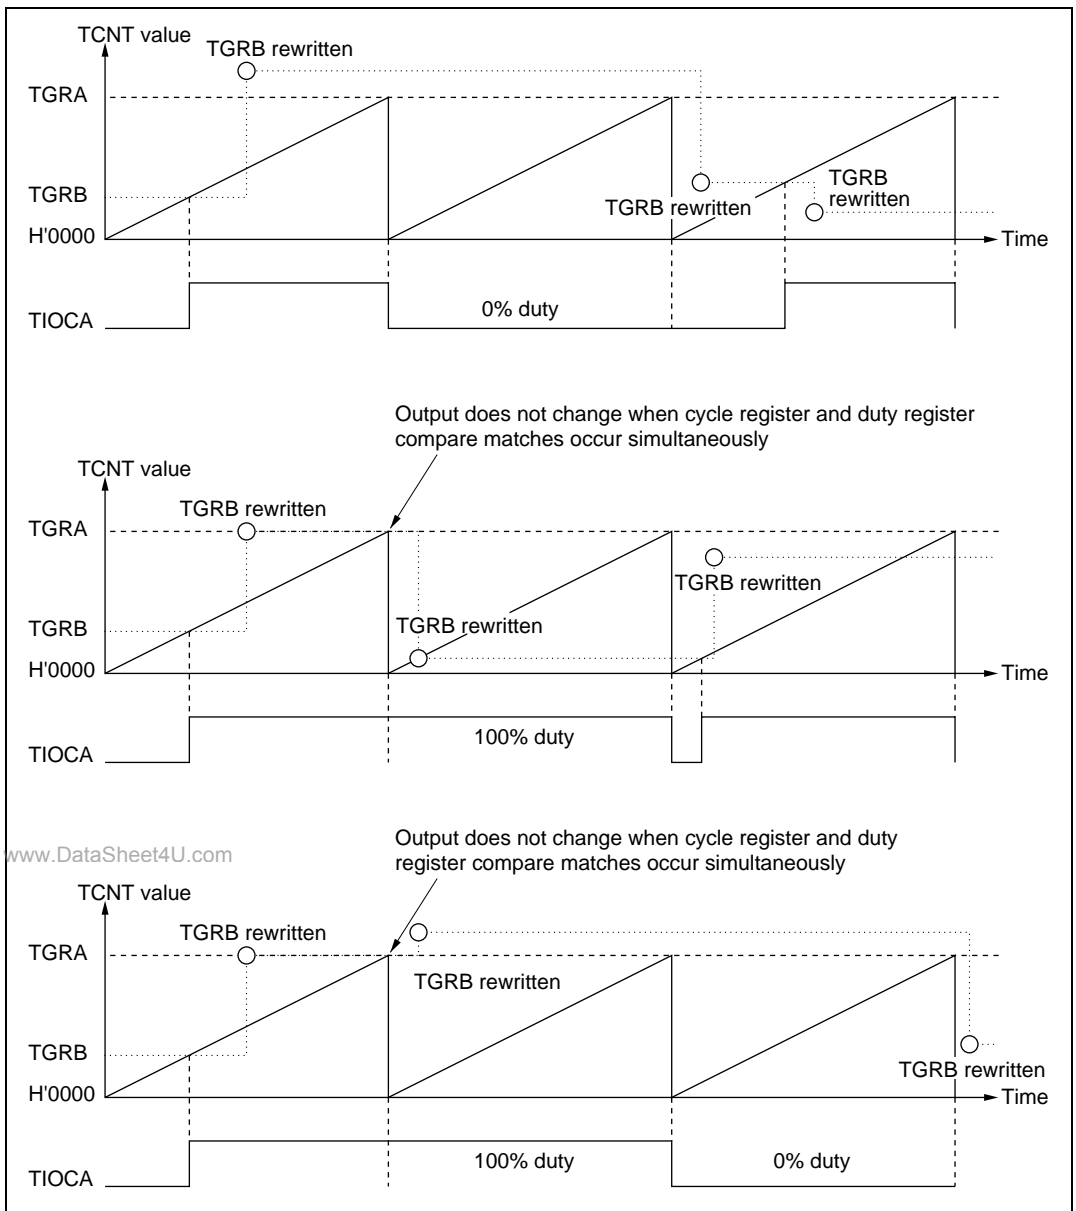 TCNT value
TGRB rewritten
TGRA
TGRB
TGRB
rewritten
TGRB rewritten
H'0000
Time
TIOCA
0% duty
Output does not change when cycle register and duty register
compare matches occur simultaneously
TCNT value
TGRB rewritten
TGRA
TGRB rewritten
TGRB
TGRB rewritten
H'0000
Time
TIOCA
100% duty
Output does not change when cycle register and duty
register compare matches occur simultaneously
www.DataSheet4U.com
TCNT value
TGRB rewritten
TGRA
TGRB rewritten
TGRB
TGRB rewritten
H'0000
Time
TIOCA
100% duty
0% duty